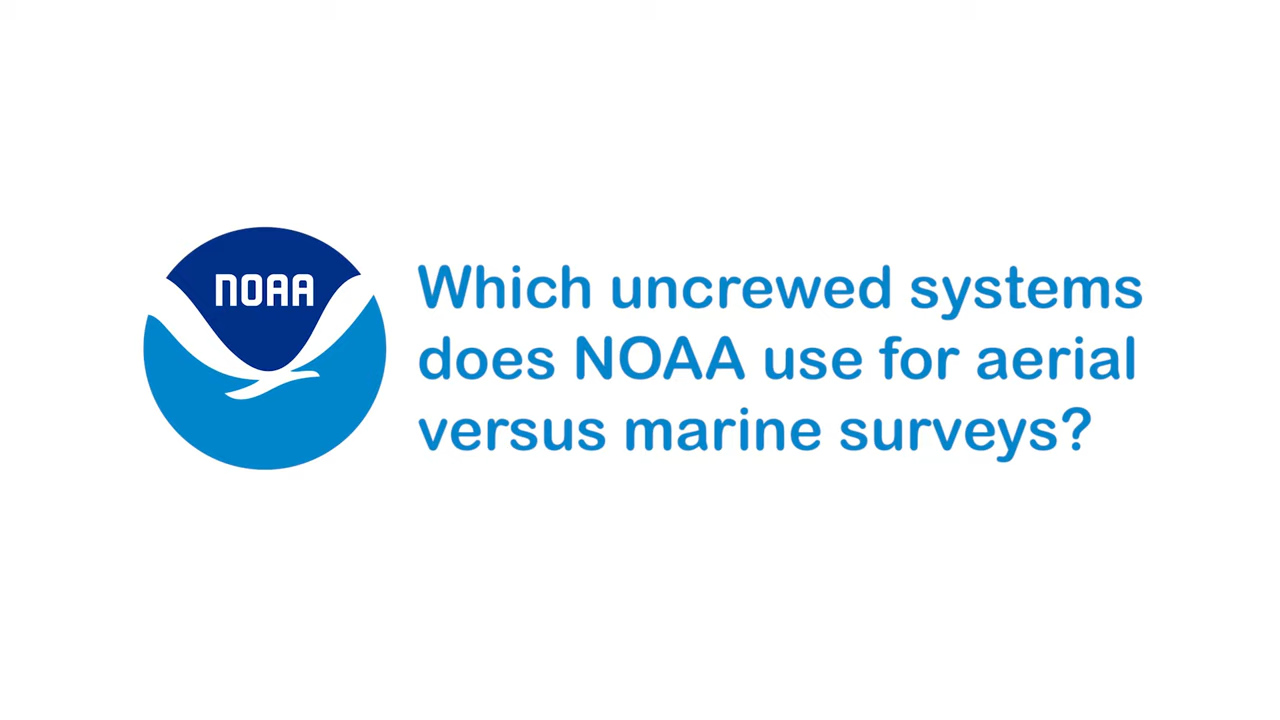 NOAA
Which uncrewed systems
does NOAA use for aerial
versus marine surveys?